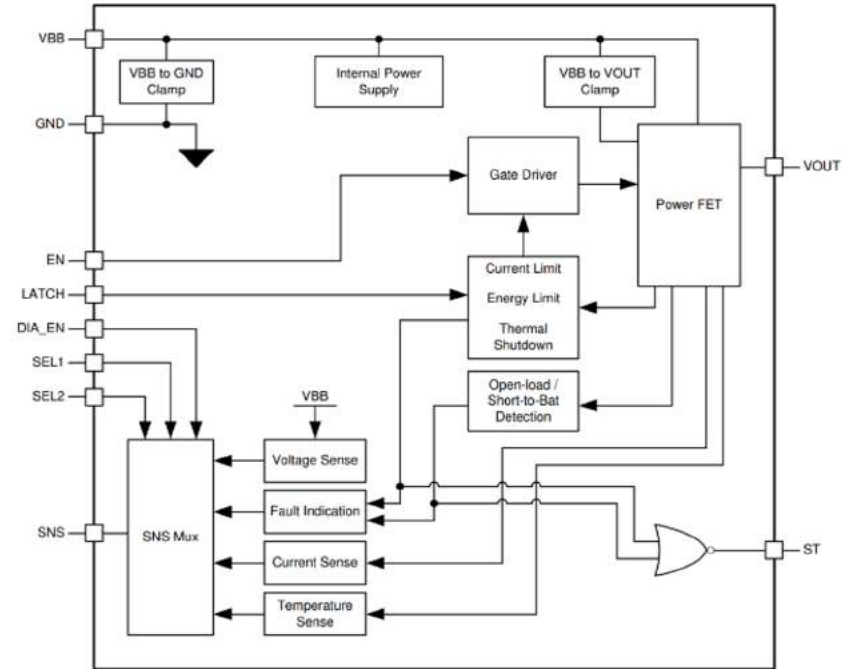 VBB
VBB to GND
Clamp
Internal Power
Supply
VBB to VOUT
Clamp
GND
Gate Driver
Power FET
VOUT
EN
LATCH
Current Limit
Energy Limit
Thermal
Shutdown
DIA_EN
SEL1
SEL2
Open-load /
Short-to-Bat
Detection
VBB
Voltage Sense
Fault Indication
SNS
SNS Mux
Current Sense
ST
Temperature
Sense